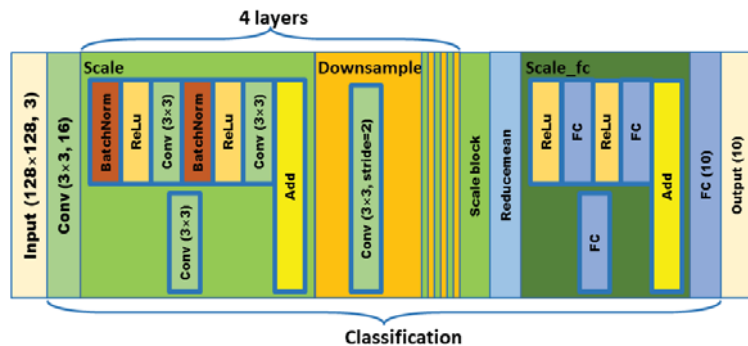 4 layers
Input (128×128, 3)
Conv (3×3, 16)
Scale
BatchNorm
ReLu
Conv (3×3)
BatchNorm
ReLu
Conv (3×3)
Add
Conv (3×3)
Downsample
Conv (3×3, stride=2)
Scale block
Reducemean
Scale_fc
ReLu
FC
ReLu
FC
Add
FC
FC (10)
Output (10)
Classification